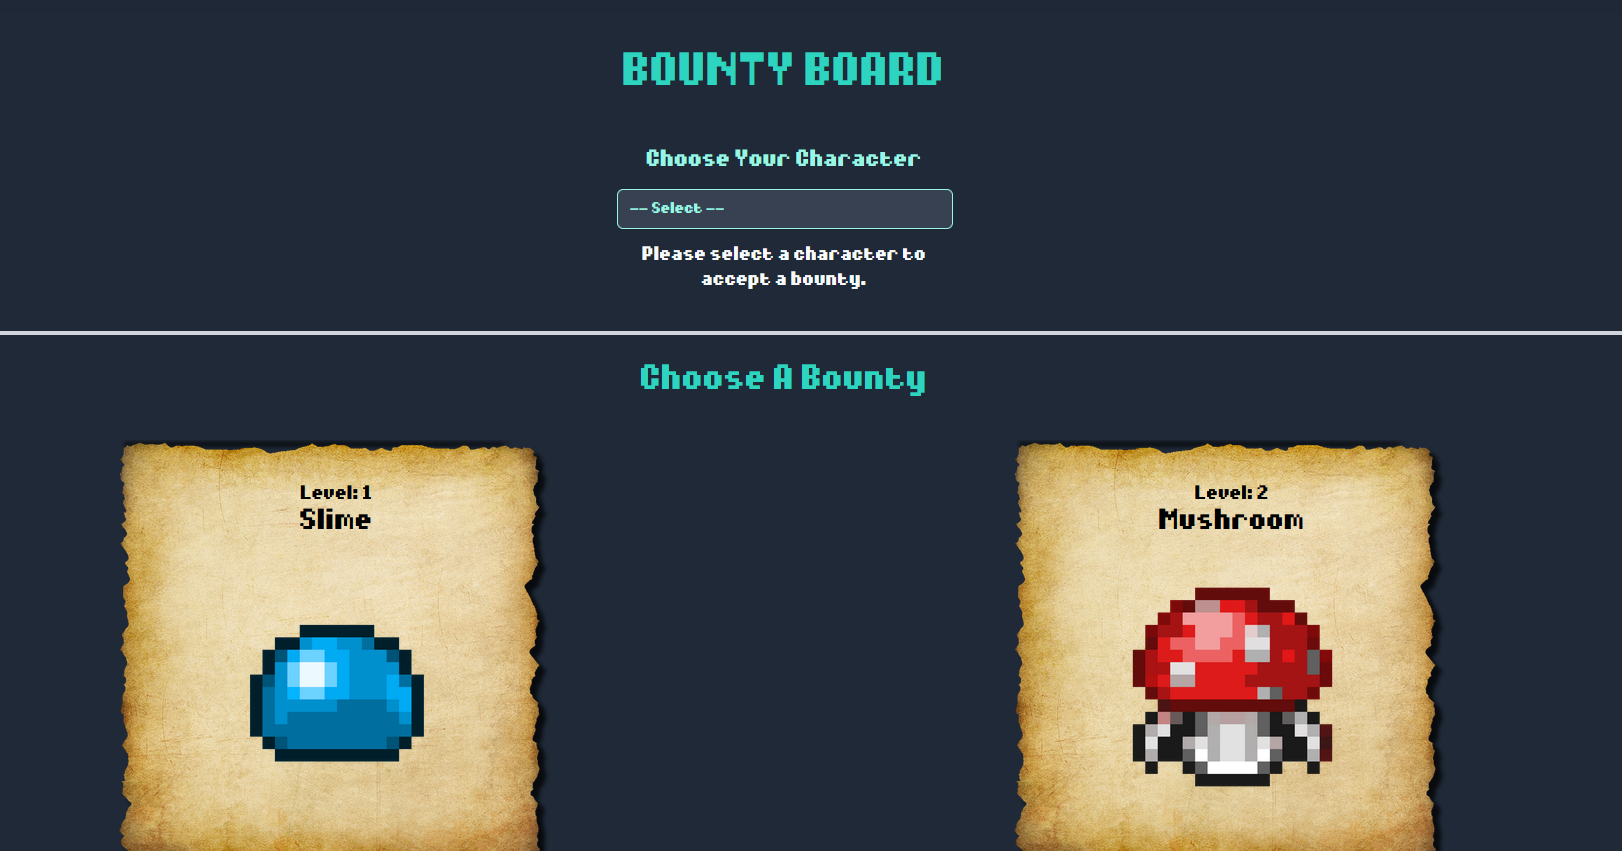 BOUNTY BOARD
Choose Your Character
-- Select --
Please select a character to
accept a bounty.
Choose A Bounty
Level: 1
Slime
Level: 2
Mushroom